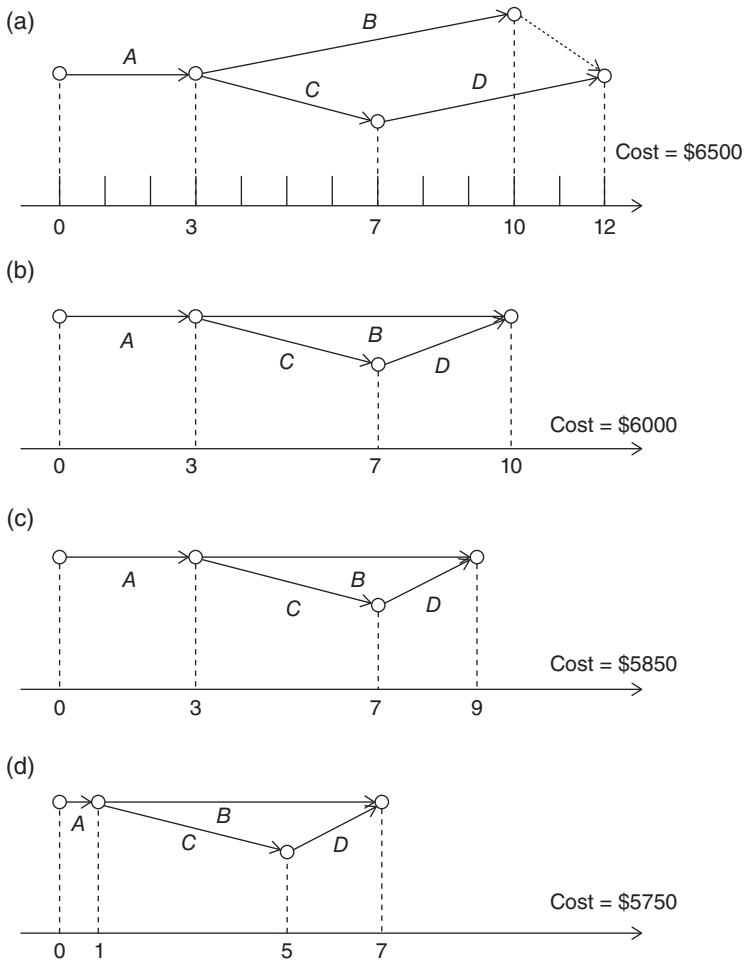 (a)
A
B
C
D
Cost = $6500
0 3 7 10 12
(b)
A
B
C
D
Cost = $6000
0 3 7 10
(c)
A
B
C
D
Cost = $5850
0 3 7 9
(d)
A
B
C
D
Cost = $5750
0 1 5 7